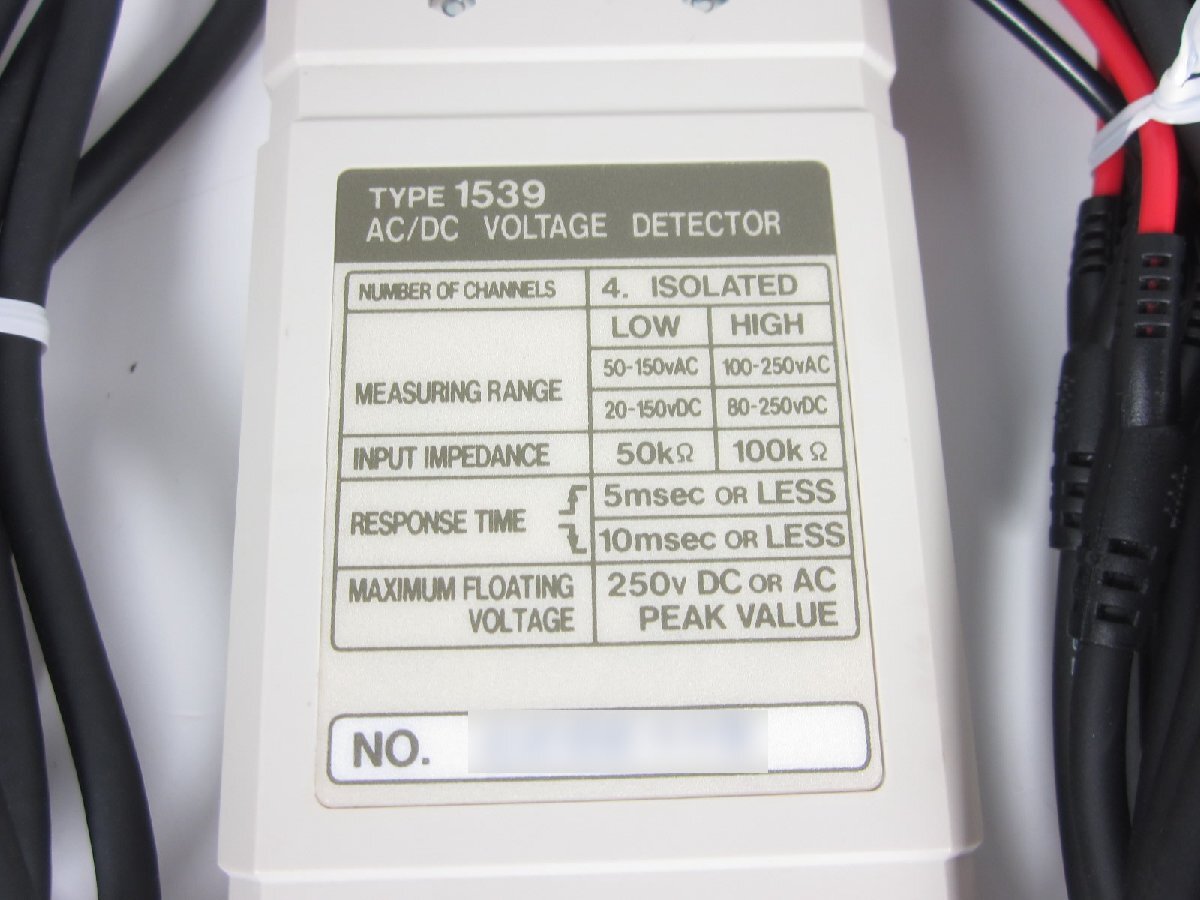 TYPE 1539
AC/DC VOLTAGE DETECTOR
NUMBER OF CHANNELS 4. ISOLATED
LOW HIGH
MEASURING RANGE 50-150vAC 100-250vAC
20-150vDC 80-250vDC
INPUT IMPEDANCE 50kΩ 100kΩ
RESPONSE TIME 5msec OR LESS
10msec OR LESS
MAXIMUM FLOATING VOLTAGE 250v DC OR AC
PEAK VALUE
NO.